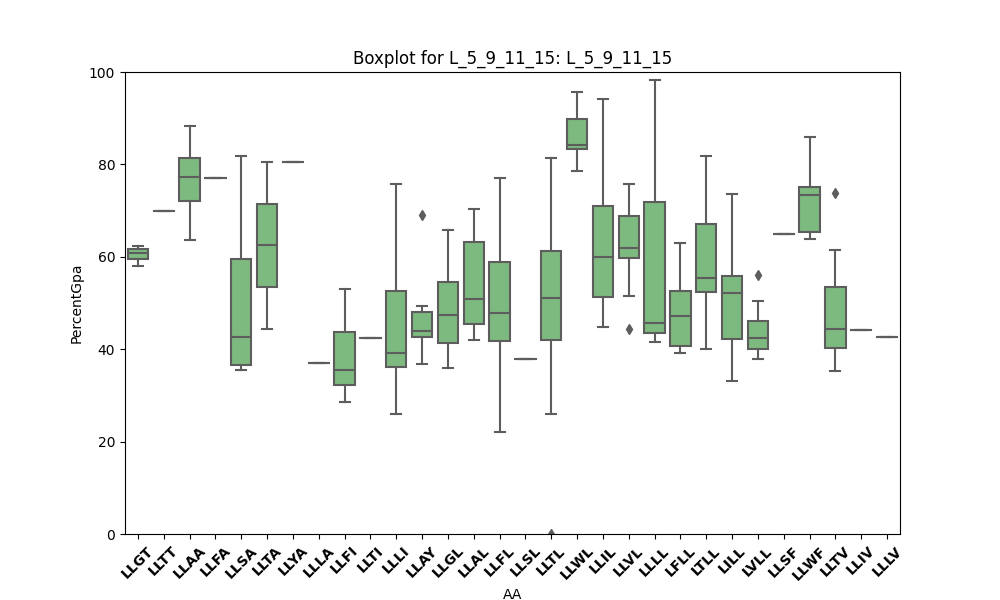 Boxplot for L_5_9_11_15: L_5_9_11_15
PercentGpa
100
80
60
40
20
0
LLGT LLTT LLAA LLFA LLSA LLTA LLYA LLLA LLFI LLTI LLLI LLAY LLGL LLAL LLFL LLSL LLTL LLWL LLIL LLVL LLLL LFLL LTLL LILL LVLL LLSF LLWF LLTV LLIV LLLV
AA